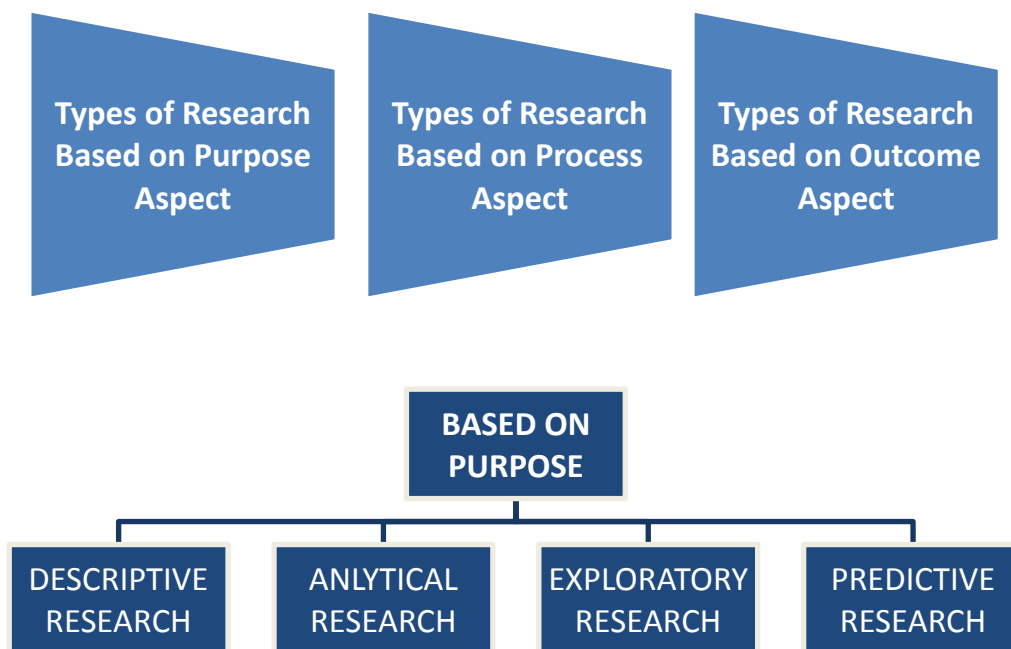 Types of Research
Based on Purpose
Aspect
Types of Research
Based on Process
Aspect
Types of Research
Based on Outcome
Aspect
BASED ON
PURPOSE
DESCRIPTIVE
RESEARCH
ANLYTICAL
RESEARCH
EXPLORATORY
RESEARCH
PREDICTIVE
RESEARCH